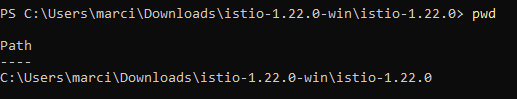 PS C:\Users\marci\Downloads\istio-1.22.0-win\istio-1.22.0> pwd
Path
----
C:\Users\marci\Downloads\istio-1.22.0-win\istio-1.22.0